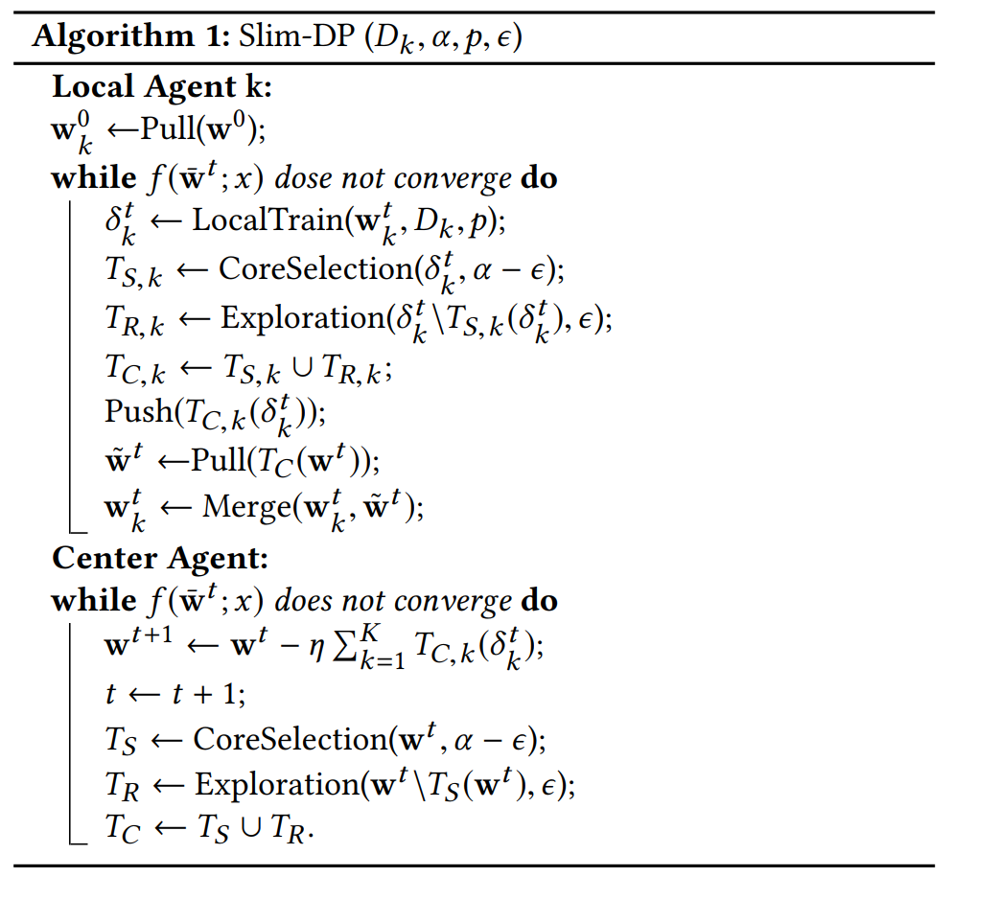 Algorithm 1: Slim-DP (D_k, α, p, ϵ)
Local Agent k:
w_k^0 ←Pull(w^0);
while f(w̄^t; x) dose not converge do
δ_k^t ← LocalTrain(w_k^t, D_k, p);
T_{S,k} ← CoreSelection(δ_k^t, α − ϵ);
T_{R,k} ← Exploration(δ_k^t\T_{S,k}(δ_k^t), ϵ);
T_{C,k} ← T_{S,k} ∪ T_{R,k};
Push(T_{C,k}(δ_k^t));
w̃^t ←Pull(T_C(w^t));
w_k^t ← Merge(w_k^t, w̃^t);
Center Agent:
while f(w̄^t; x) does not converge do
w^{t+1} ← w^t − η ∑_{k=1}^K T_{C,k}(δ_k^t);
t ← t + 1;
T_S ← CoreSelection(w^t, α − ϵ);
T_R ← Exploration(w^t\T_S(w^t), ϵ);
T_C ← T_S ∪ T_R.